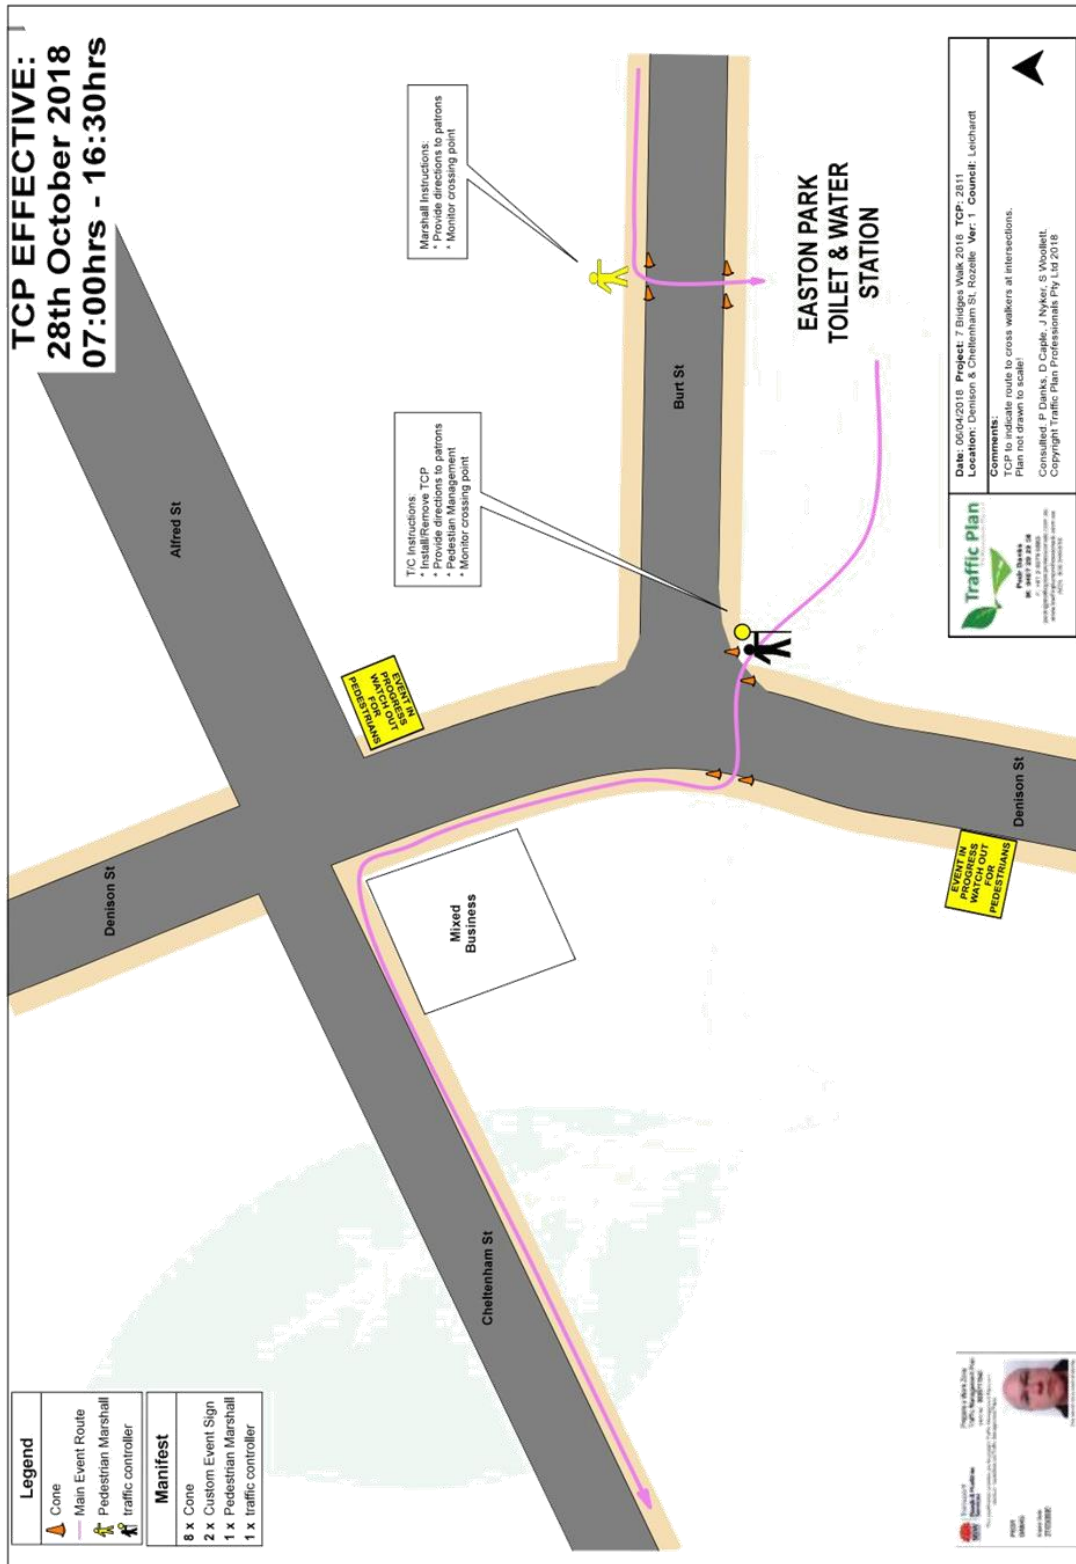 TCP EFFECTIVE:
28th October 2018
07:00hrs - 16:30hrs
Alfred St
Marshall Instructions:
* Provide directions to patrons
* Monitor crossing point
T/C Instructions:
* Install/Remove TCP
* Provide directions to patrons
* Pedestrian Management
* Monitor crossing point
Burt St
EASTON PARK
TOILET & WATER
STATION
EVENT IN
PROGRESS
WATCH OUT
FOR
PEDESTRIANS
Denison St
Denison St
EVENT IN
PROGRESS
WATCH OUT
FOR
PEDESTRIANS
Mixed
Business
Cheltenham St
Legend
Cone
Main Event Route
Pedestrian Marshall
traffic controller
Manifest
8 x Cone
2 x Custom Event Sign
1 x Pedestrian Marshall
1 x traffic controller
Date: 06/04/2018 Project: 7 Bridges Walk 2018 TCP: 2811
Location: Denison & Cheltenham St, Rozelle Ver: 1 Council: Leichardt
Comments:
TCP to indicate route to cross walkers at intersections.
Plan not drawn to scale!
Consulted: P Danks, D Caple, J Nyker, S Woollett.
Copyright Traffic Plan Professionals Pty Ltd 2018
Traffic Plan